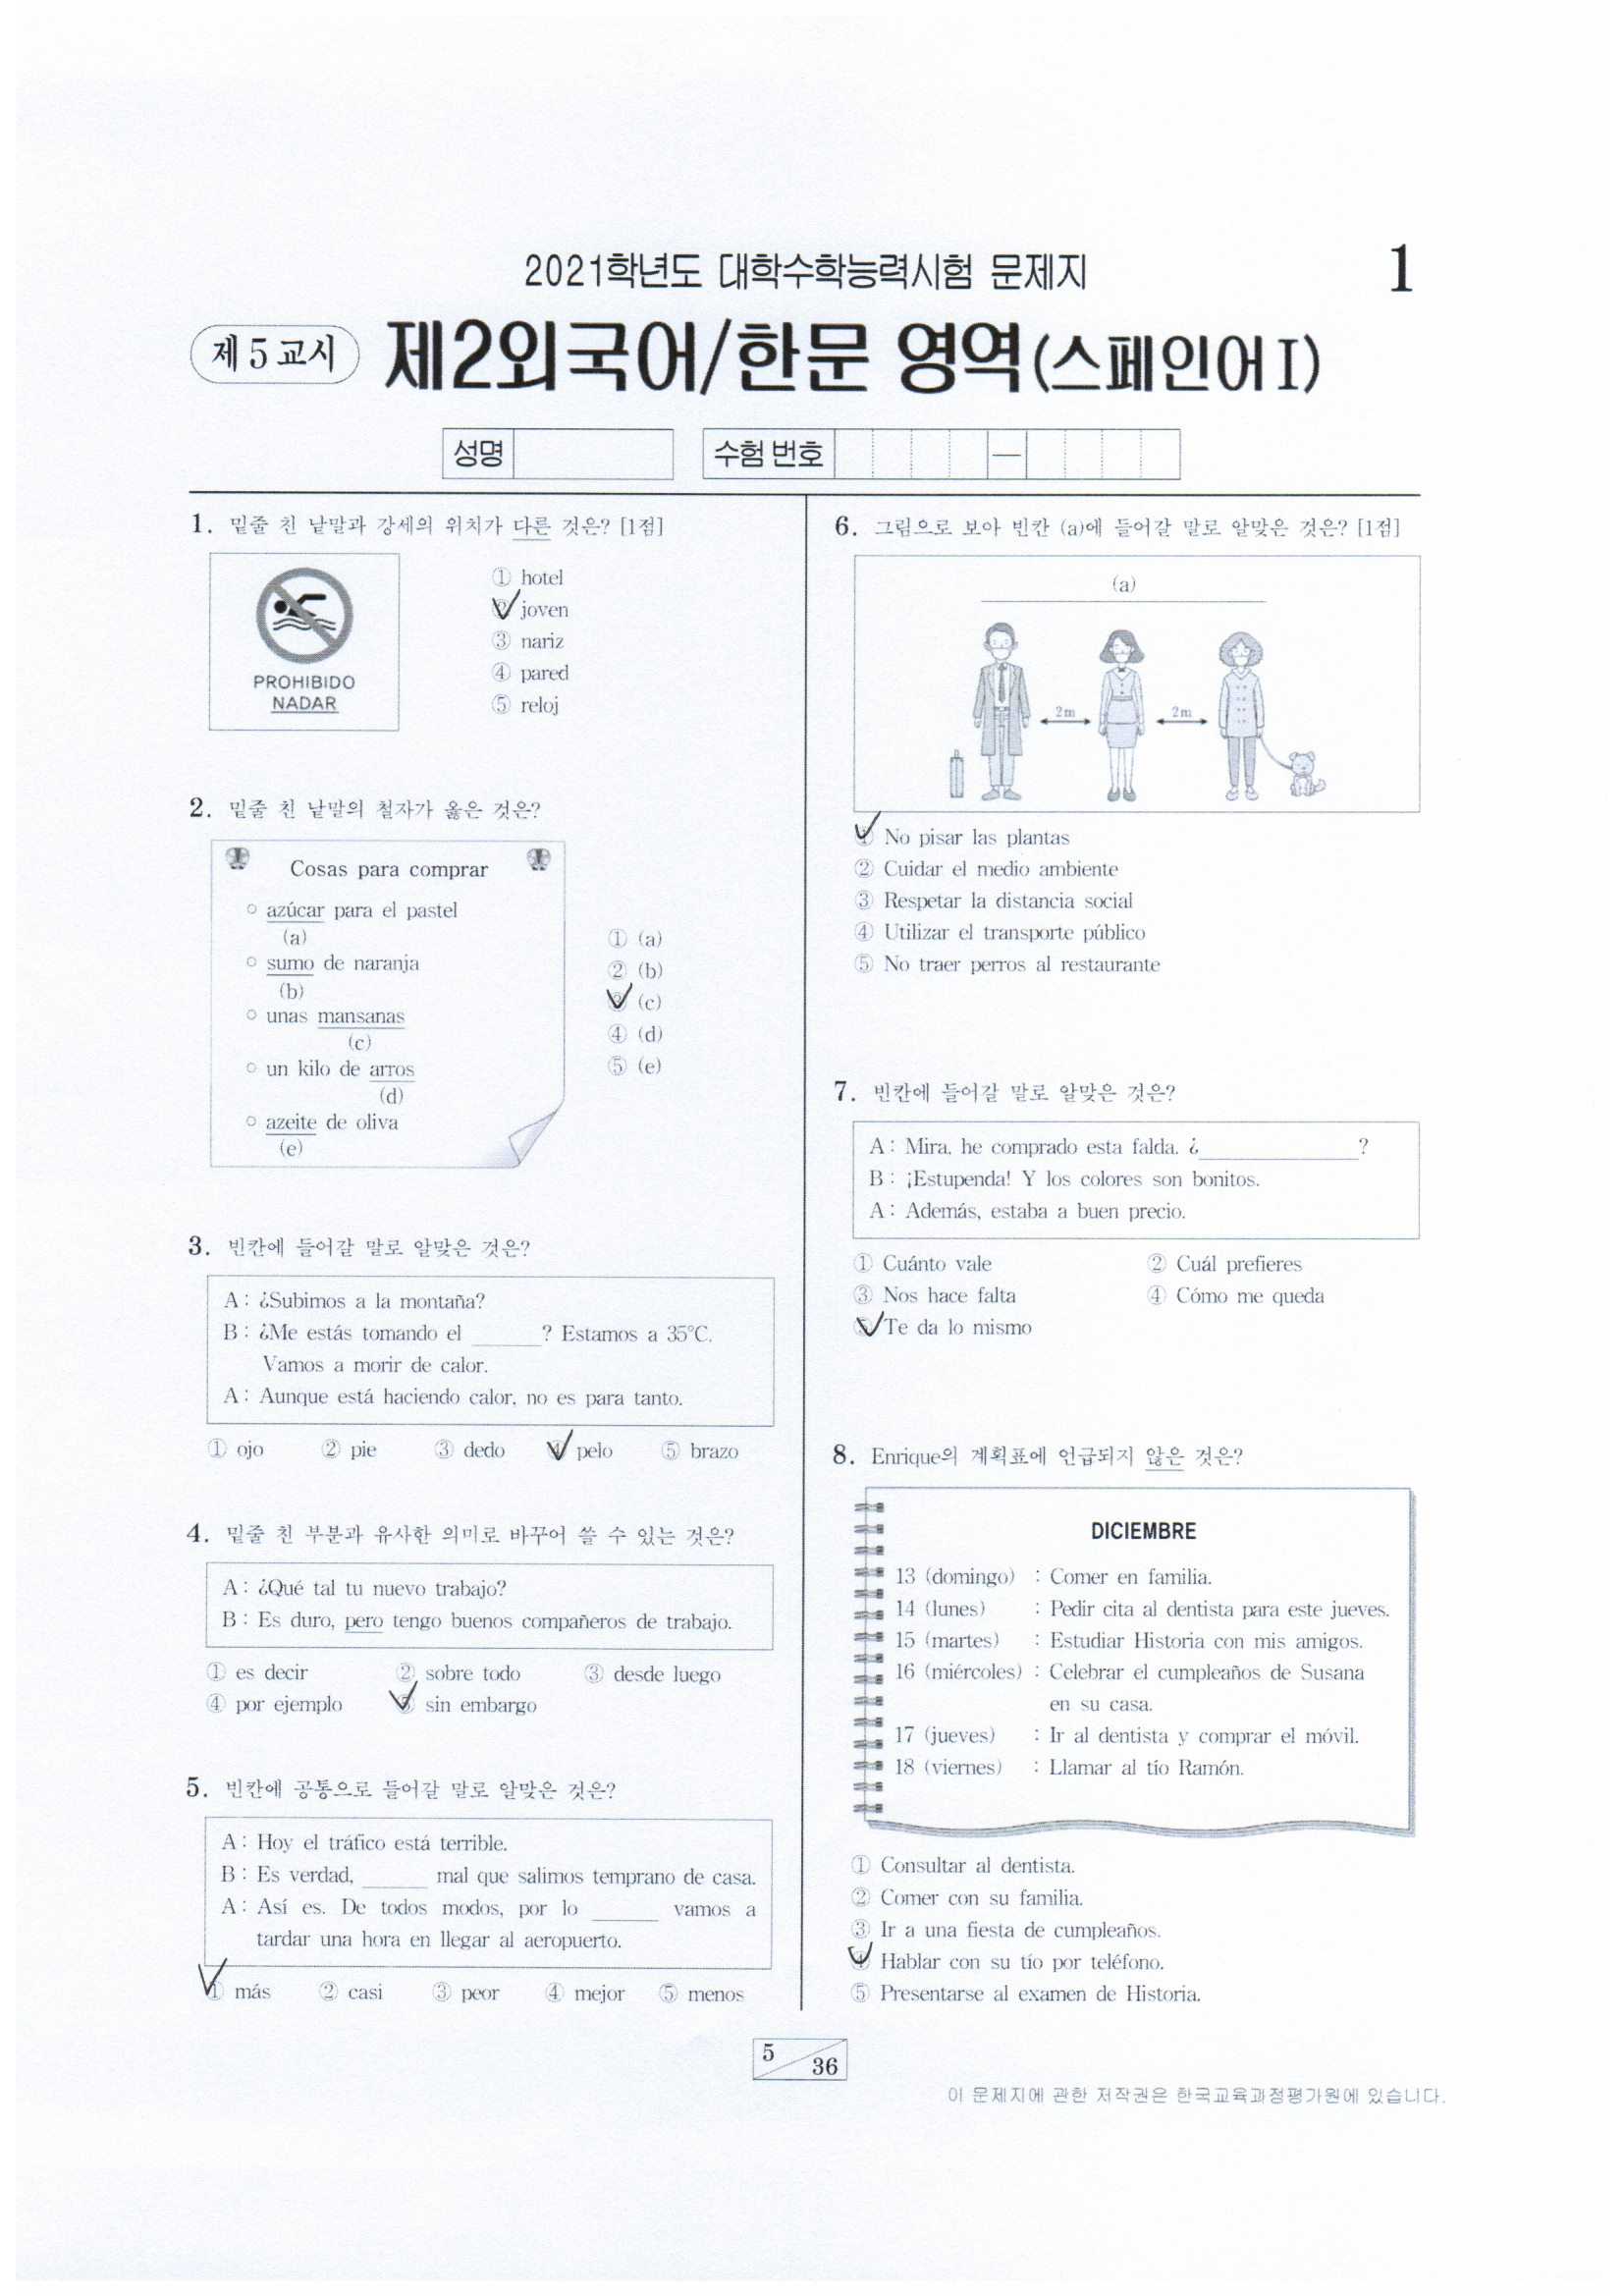 2021학년도 대학수학능력시험 문제지
1
제 5 교시
제2외국어/한문 영역(스페인어 I)
성명
수험 번호
—
1. 밑줄 친 낱말과 강세의 위치가 다른 것은? [1점]
PROHIBIDO
NADAR
① hotel
② joven
③ nariz
④ pared
⑤ reloj
2. 밑줄 친 낱말의 철자가 옳은 것은?
Cosas para comprar
○ azúcar para el pastel
(a)
○ sumo de naranja
(b)
○ unas mansanas
(c)
○ un kilo de arros
(d)
○ azeite de oliva
(e)
① (a)
② (b)
③ (c)
④ (d)
⑤ (e)
3. 빈칸에 들어갈 말로 알맞은 것은?
A : ¿Subimos a la montaña?
B : ¿Me estás tomando el ______? Estamos a 35℃.
Vamos a morir de calor.
A : Aunque está haciendo calor, no es para tanto.
① ojo ② pie ③ dedo ④ pelo ⑤ brazo
4. 밑줄 친 부분과 유사한 의미로 바꾸어 쓸 수 있는 것은?
A : ¿Qué tal tu nuevo trabajo?
B : Es duro, pero tengo buenos compañeros de trabajo.
① es decir ② sobre todo ③ desde luego
④ por ejemplo ⑤ sin embargo
5. 빈칸에 공통으로 들어갈 말로 알맞은 것은?
A : Hoy el tráfico está terrible.
B : Es verdad, ______ mal que salimos temprano de casa.
A : Así es. De todos modos, por lo ______ vamos a
tardar una hora en llegar al aeropuerto.
① más ② casi ③ peor ④ mejor ⑤ menos
6. 그림으로 보아 빈칸 (a)에 들어갈 말로 알맞은 것은? [1점]
(a)
2m 2m
① No pisar las plantas
② Cuidar el medio ambiente
③ Respetar la distancia social
④ Utilizar el transporte público
⑤ No traer perros al restaurante
7. 빈칸에 들어갈 말로 알맞은 것은?
A : Mira, he comprado esta falda. ¿______________?
B : ¡Estupenda! Y los colores son bonitos.
A : Además, estaba a buen precio.
① Cuánto vale ② Cuál prefieres
③ Nos hace falta ④ Cómo me queda
⑤ Te da lo mismo
8. Enrique의 계획표에 언급되지 않은 것은?
DICIEMBRE
13 (domingo) : Comer en familia.
14 (lunes) : Pedir cita al dentista para este jueves.
15 (martes) : Estudiar Historia con mis amigos.
16 (miércoles) : Celebrar el cumpleaños de Susana
en su casa.
17 (jueves) : Ir al dentista y comprar el móvil.
18 (viernes) : Llamar al tío Ramón.
① Consultar al dentista.
② Comer con su familia.
③ Ir a una fiesta de cumpleaños.
④ Hablar con su tío por teléfono.
⑤ Presentarse al examen de Historia.
5 36
이 문제지에 관한 저작권은 한국교육과정평가원에 있습니다.